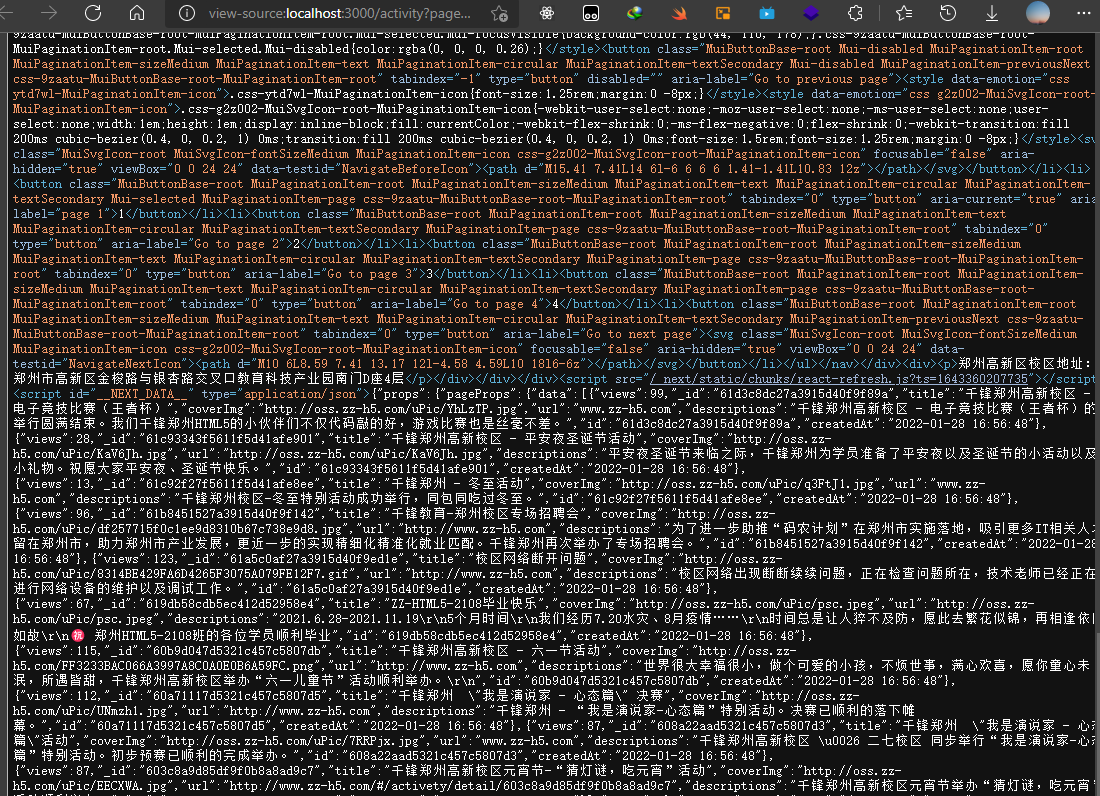 view-source:localhost:3000/activity?page...
9zaatu-MuiButtonBase-root-MuiPaginationItem-root.Mui-selected.Mui-focusVisible{background-color:rgb(44, 110, 178);}.css-9zaatu-
MuiButtonBase-root-MuiPaginationItem-root.Mui-selected.Mui-disabled{color:rgba(0, 0, 0, 0.26);}</style><button class="MuiButtonBase-root Mui-disabled MuiPaginationItem-root
MuiPaginationItem-sizeMedium MuiPaginationItem-text MuiPaginationItem-circular MuiPaginationItem-textSecondary Mui-disabled MuiPaginationItem-previousNext
css-9zaatu-MuiButtonBase-root-MuiPaginationItem-root" tabindex="-1" type="button" disabled="" aria-label="Go to previous page"><style data-emotion="css
ytd7wl-MuiPaginationItem-icon">.css-ytd7wl-MuiPaginationItem-icon{font-size:1.25rem;margin:0 -8px;}</style><style data-emotion="css g2z002-MuiSvgIcon-root-
MuiPaginationItem-icon">.css-g2z002-MuiSvgIcon-root-MuiPaginationItem-icon{-webkit-user-select:none;-moz-user-select:none;-ms-user-select:none;user-
select:none;width:1em;height:1em;display:inline-block;fill:currentColor;-webkit-flex-shrink:0;-ms-flex-negative:0;flex-shrink:0;-webkit-transition:fill
200ms cubic-bezier(0.4, 0, 0.2, 1) 0ms;transition:fill 200ms cubic-bezier(0.4, 0, 0.2, 1) 0ms;font-size:1.5rem;font-size:1.25rem;margin:0 -8px;}</style><sv
class="MuiSvgIcon-root MuiSvgIcon-fontSizeMedium MuiPaginationItem-icon css-g2z002-MuiSvgIcon-root-MuiPaginationItem-icon" focusable="false" aria-
hidden="true" viewBox="0 0 24 24" data-testid="NavigateBeforeIcon"><path d="M15.41 7.41L14 6l-6 6 6 6 1.41-1.41L10.83 12z"></path></svg></button></li><li>
<button class="MuiButtonBase-root MuiPaginationItem-root MuiPaginationItem-sizeMedium MuiPaginationItem-text MuiPaginationItem-circular MuiPaginationItem-
textSecondary Mui-selected MuiPaginationItem-page css-9zaatu-MuiButtonBase-root-MuiPaginationItem-root" tabindex="0" type="button" aria-current="true" aria
label="page 1">1</button></li><li><button class="MuiButtonBase-root MuiPaginationItem-root MuiPaginationItem-sizeMedium MuiPaginationItem-text
MuiPaginationItem-circular MuiPaginationItem-textSecondary MuiPaginationItem-page css-9zaatu-MuiButtonBase-root-MuiPaginationItem-root" tabindex="0"
type="button" aria-label="Go to page 2">2</button></li><li><button class="MuiButtonBase-root MuiPaginationItem-root MuiPaginationItem-sizeMedium
MuiPaginationItem-text MuiPaginationItem-circular MuiPaginationItem-textSecondary MuiPaginationItem-page css-9zaatu-MuiButtonBase-root-MuiPaginationItem-
root" tabindex="0" type="button" aria-label="Go to page 3">3</button></li><li><button class="MuiButtonBase-root MuiPaginationItem-root MuiPaginationItem-
sizeMedium MuiPaginationItem-text MuiPaginationItem-circular MuiPaginationItem-textSecondary MuiPaginationItem-page css-9zaatu-MuiButtonBase-root-
MuiPaginationItem-root" tabindex="0" type="button" aria-label="Go to page 4">4</button></li><li><button class="MuiButtonBase-root MuiPaginationItem-root
MuiPaginationItem-sizeMedium MuiPaginationItem-text MuiPaginationItem-circular MuiPaginationItem-textSecondary MuiPaginationItem-previousNext css-9zaatu-
MuiButtonBase-root-MuiPaginationItem-root" tabindex="0" type="button" aria-label="Go to next page"><svg class="MuiSvgIcon-root MuiSvgIcon-fontSizeMedium
MuiPaginationItem-icon css-g2z002-MuiSvgIcon-root-MuiPaginationItem-icon" focusable="false" aria-hidden="true" viewBox="0 0 24 24" data-
testid="NavigateNextIcon"><path d="M10 6L8.59 7.41 13.17 12l-4.58 4.59L10 18l6-6z"></path></svg></button></li></ul></nav></div><div><p>郑州高新区校区地址:
郑州市高新区金梭路与银杏路交叉口教育科技产业园南门D座4层</p></div></div></div><script src="/_next/static/chunks/react-refresh.js?ts=1643360207735"></script
<script id="__NEXT_DATA__" type="application/json">{"props":{"pageProps":{"data":[{"views":99,"_id":"61d3c8dc27a3915d40f9f89a","title":"千锋郑州高新校区 -
电子竞技比赛（王者杯）","coverImg":"http://oss.zz-h5.com/uPic/YhLzTP.jpg","url":"www.zz-h5.com","descriptions":"千锋郑州高新校区 - 电子竞技比赛（王者杯）的
举行圆满结束。我们千锋郑州HTML5的小伙伴们不仅代码敲的好，游戏比赛也是丝毫不差。","id":"61d3c8dc27a3915d40f9f89a","createdAt":"2022-01-28 16:56:48"},
{"views":28,"_id":"61c93343f5611f5d41afe901","title":"千锋郑州高新校区 - 平安夜圣诞节活动","coverImg":"http://oss.zz-
h5.com/uPic/KaV6Jh.jpg","url":"http://oss.zz-h5.com/uPic/KaV6Jh.jpg","descriptions":"平安夜圣诞节来临之际，千锋郑州为学员准备了平安夜以及圣诞节的小活动以及
小礼物。祝愿大家平安夜、圣诞节快乐。","id":"61c93343f5611f5d41afe901","createdAt":"2022-01-28 16:56:48"},
{"views":13,"_id":"61c92f27f5611f5d41afe8ee","title":"千锋郑州 - 冬至活动","coverImg":"http://oss.zz-h5.com/uPic/q3FtJ1.jpg","url":"www.zz-
h5.com","descriptions":"千锋郑州校区-冬至特别活动成功举行，同包同吃过冬至。","id":"61c92f27f5611f5d41afe8ee","createdAt":"2022-01-28 16:56:48"},
{"views":96,"_id":"61b8451527a3915d40f9f142","title":"千锋教育-郑州校区专场招聘会","coverImg":"http://oss.zz-
h5.com/uPic/df257715f0c1ee9d8310b67c738e9d8.jpg","url":"http://www.zz-h5.com","descriptions":"为了进一步助推“码农计划”在郑州市实施落地，吸引更多IT相关人才
留在郑州市，助力郑州市产业发展，更近一步的实现精细化精准化就业匹配。千锋郑州再次举办了专场招聘会。","id":"61b8451527a3915d40f9f142","createdAt":"2022-01-28
16:56:48"},{"views":123,"_id":"61a5c0af27a3915d40f9ed1e","title":"校区网络断开问题","coverImg":"http://oss.zz-
h5.com/uPic/8314BE429FA6D4265F3075A079FE12F7.gif","url":"http://www.zz-h5.com","descriptions":"校区网络出现断断续续问题，正在检查问题所在，技术老师已经正在
进行网络设备的维护以及调试工作。","id":"61a5c0af27a3915d40f9ed1e","createdAt":"2022-01-28 16:56:48"},
{"views":67,"_id":"619db58cdb5ec412d52958e4","title":"ZZ-HTML5-2108毕业快乐","coverImg":"http://oss.zz-h5.com/uPic/psc.jpeg","url":"http://oss.zz-
h5.com/uPic/psc.jpeg","descriptions":"2021.6.28-2021.11.19\r\n5个月时间\r\n我们经历7.20水灾、8月疫情……\r\n时间总是让人猝不及防，愿此去繁花似锦，再相逢依旧
如故\r\n㊗️ 郑州HTML5-2108班的各位学员顺利毕业","id":"619db58cdb5ec412d52958e4","createdAt":"2022-01-28 16:56:48"},
{"views":115,"_id":"60b9d047d5321c457c5807db","title":"千锋郑州高新校区 - 六一节活动","coverImg":"http://oss.zz-
h5.com/FF3233BAC066A3997A8C0A0E0B6A59FC.png","url":"http://www.zz-h5.com","descriptions":"世界很大幸福很小，做个可爱的小孩，不烦世事，满心欢喜，愿你童心未
泯，所遇皆甜，千锋郑州高新校区举办“六一儿童节”活动顺利举办。\r\n","id":"60b9d047d5321c457c5807db","createdAt":"2022-01-28 16:56:48"},
{"views":112,"_id":"60a71117d5321c457c5807d5","title":"千锋郑州 \"我是演说家 - 心态篇\" 决赛","coverImg":"http://oss.zz-
h5.com/uPic/UNmzh1.jpg","url":"http://www.zz-h5.com","descriptions":"千锋郑州 - “我是演说家-心态篇”特别活动。决赛已顺利的落下帷
幕。","id":"60a71117d5321c457c5807d5","createdAt":"2022-01-28 16:56:48"},{"views":87,"_id":"608a22aad5321c457c5807d3","title":"千锋郑州 \"我是演说家 - 心态
篇\"活动","coverImg":"http://oss.zz-h5.com/uPic/7RRPjx.jpg","url":"www.zz-h5.com","descriptions":"千锋郑州高新校区 \u0026 二七校区 同步举行“我是演说家-心态
篇”特别活动。初步预赛已顺利的完成举办。","id":"608a22aad5321c457c5807d3","createdAt":"2022-01-28 16:56:48"},
{"views":87,"_id":"603c8a9d85df9f0b8a8ad9c7","title":"千锋郑州高新校区元宵节-“猜灯谜，吃元宵”活动","coverImg":"http://oss.zz-
h5.com/uPic/EECXWA.jpg","url":"http://www.zz-h5.com/#/activety/detail/603c8a9d85df9f0b8a8ad9c7","descriptions":"千锋郑州高新校区元宵节举办“猜灯谜，吃元宵”